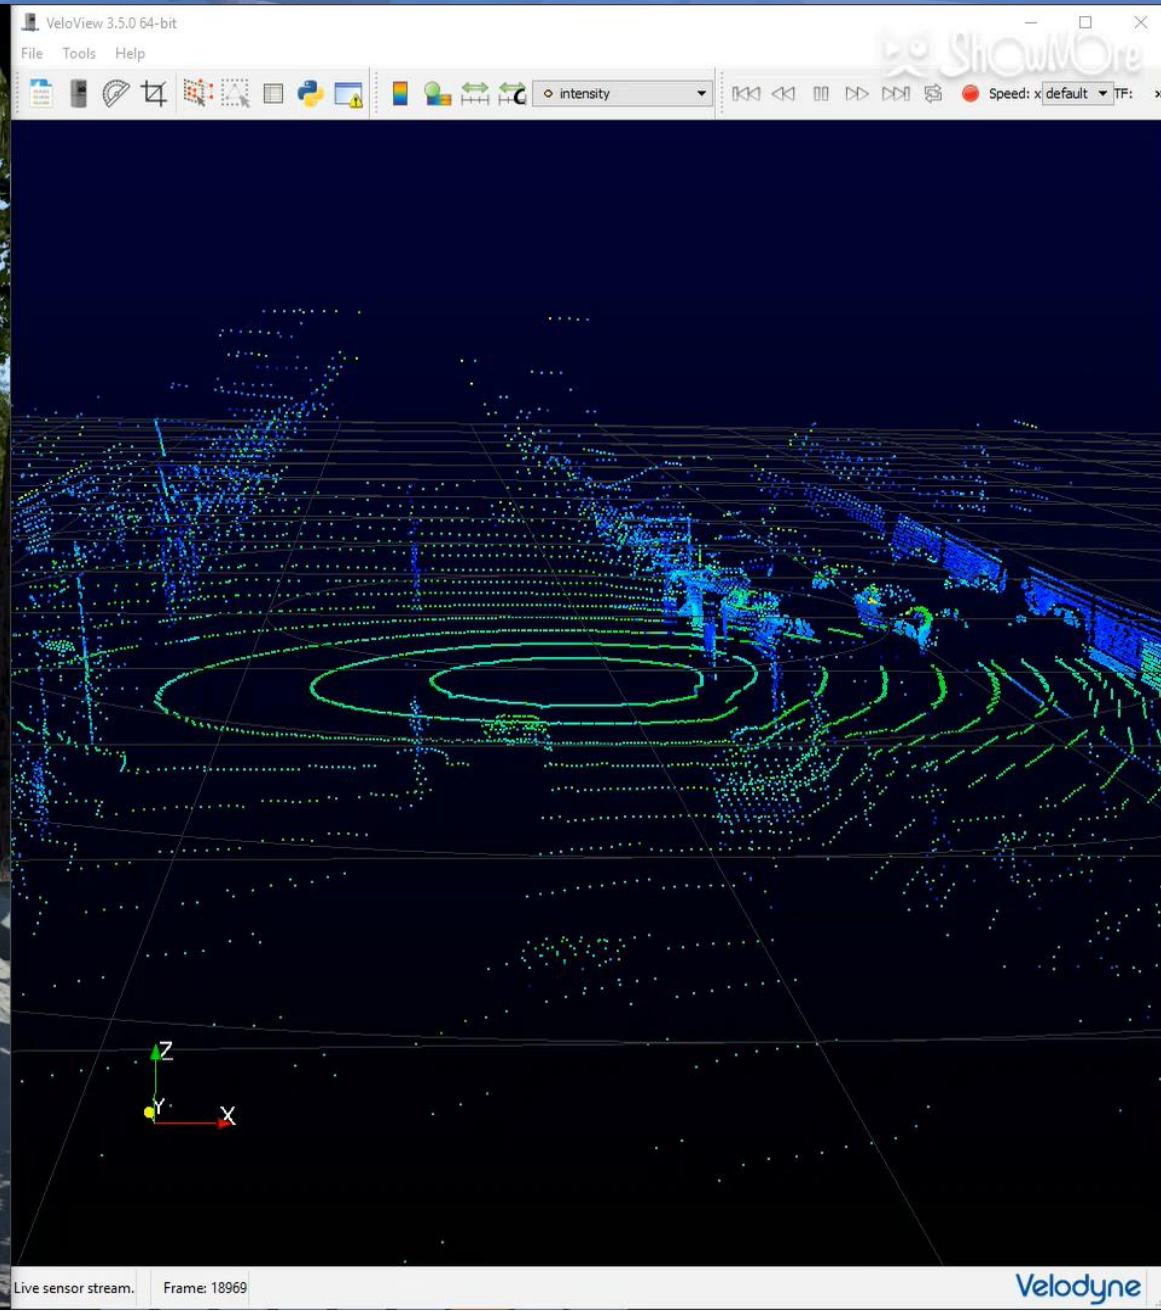 VeloView 3.5.0 64-bit
ShowMore
File Tools Help
intensity
Speed: x default TF:
Z
Y
X
Live sensor stream. Frame: 18969
Velodyne